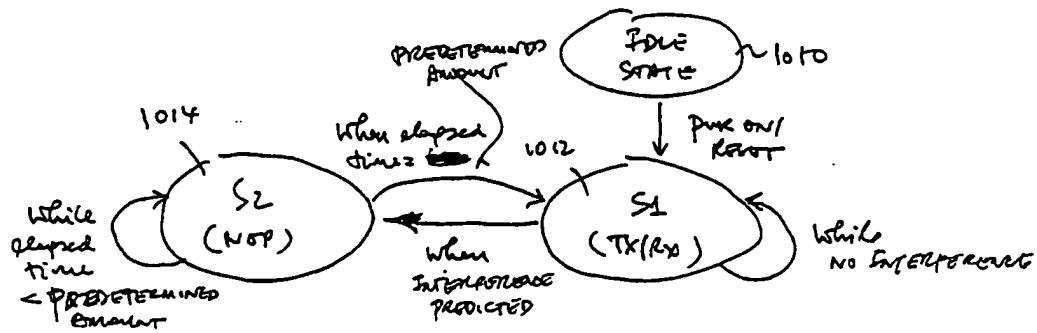 IDLE
STATE
1010
PWR ON/
PREDETERMINED
AMOUNT
1014
When elapsed
time =
1012
S2
(NOP)
S1
(TX/RX)
While
elapsed
time
< PREDETERMINED
AMOUNT
When
INTERFERENCE
PREDICTED
While
NO INTERFERENCE